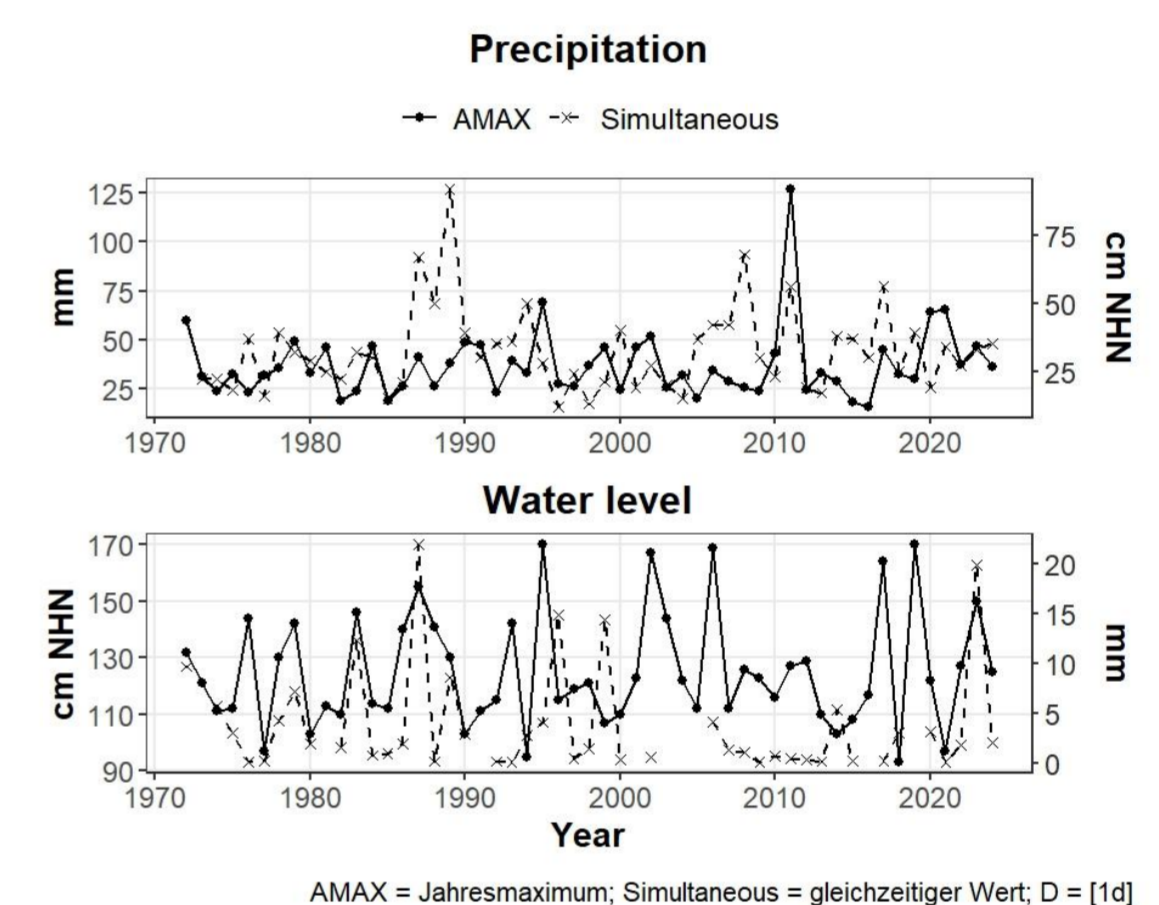 Precipitation
AMAX Simultaneous
125
100
75
50
25
mm
75
50
25
cm NHN
1970 1980 1990 2000 2010 2020
Water level
170
150
130
110
90
cm NHN
20
15
10
5
0
mm
1970 1980 1990 2000 2010 2020
Year
AMAX = Jahresmaximum; Simultaneous = gleichzeitiger Wert; D = [1d]